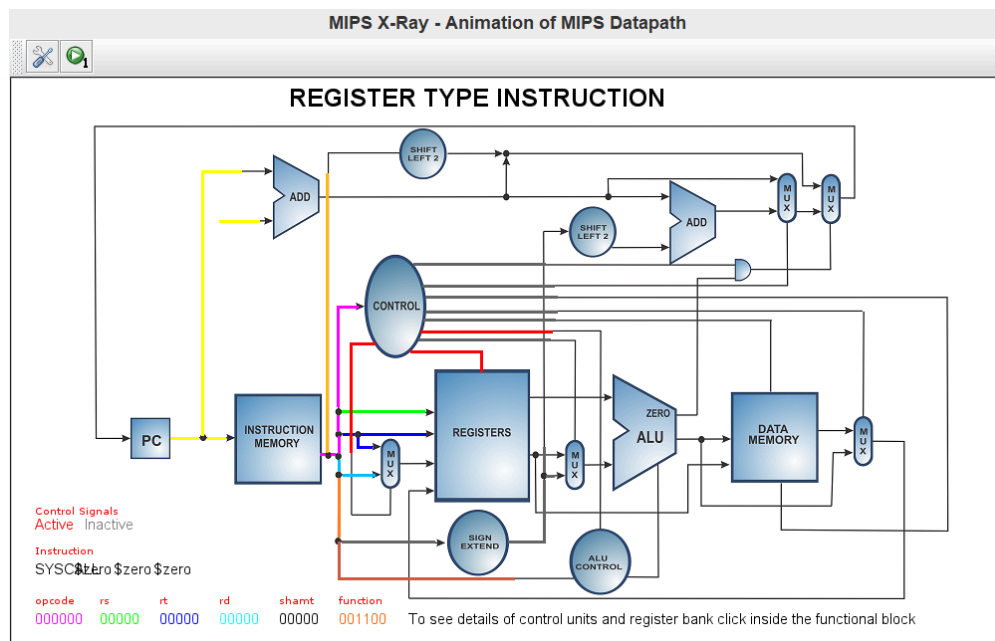 MIPS X-Ray - Animation of MIPS Datapath
1
REGISTER TYPE INSTRUCTION
SHIFT
LEFT 2
ADD
MUX
MUX
SHIFT
LEFT 2
ADD
CONTROL
PC
INSTRUCTION
MEMORY
MUX
REGISTERS
MUX
ZERO
ALU
DATA
MEMORY
MUX
SIGN
EXTEND
ALU
CONTROL
Control Signals
Active Inactive
Instruction
SYSCALL $zero $zero $zero
opcode rs rt rd shamt function
000000 00000 00000 00000 00000 001100 To see details of control units and register bank click inside the functional block